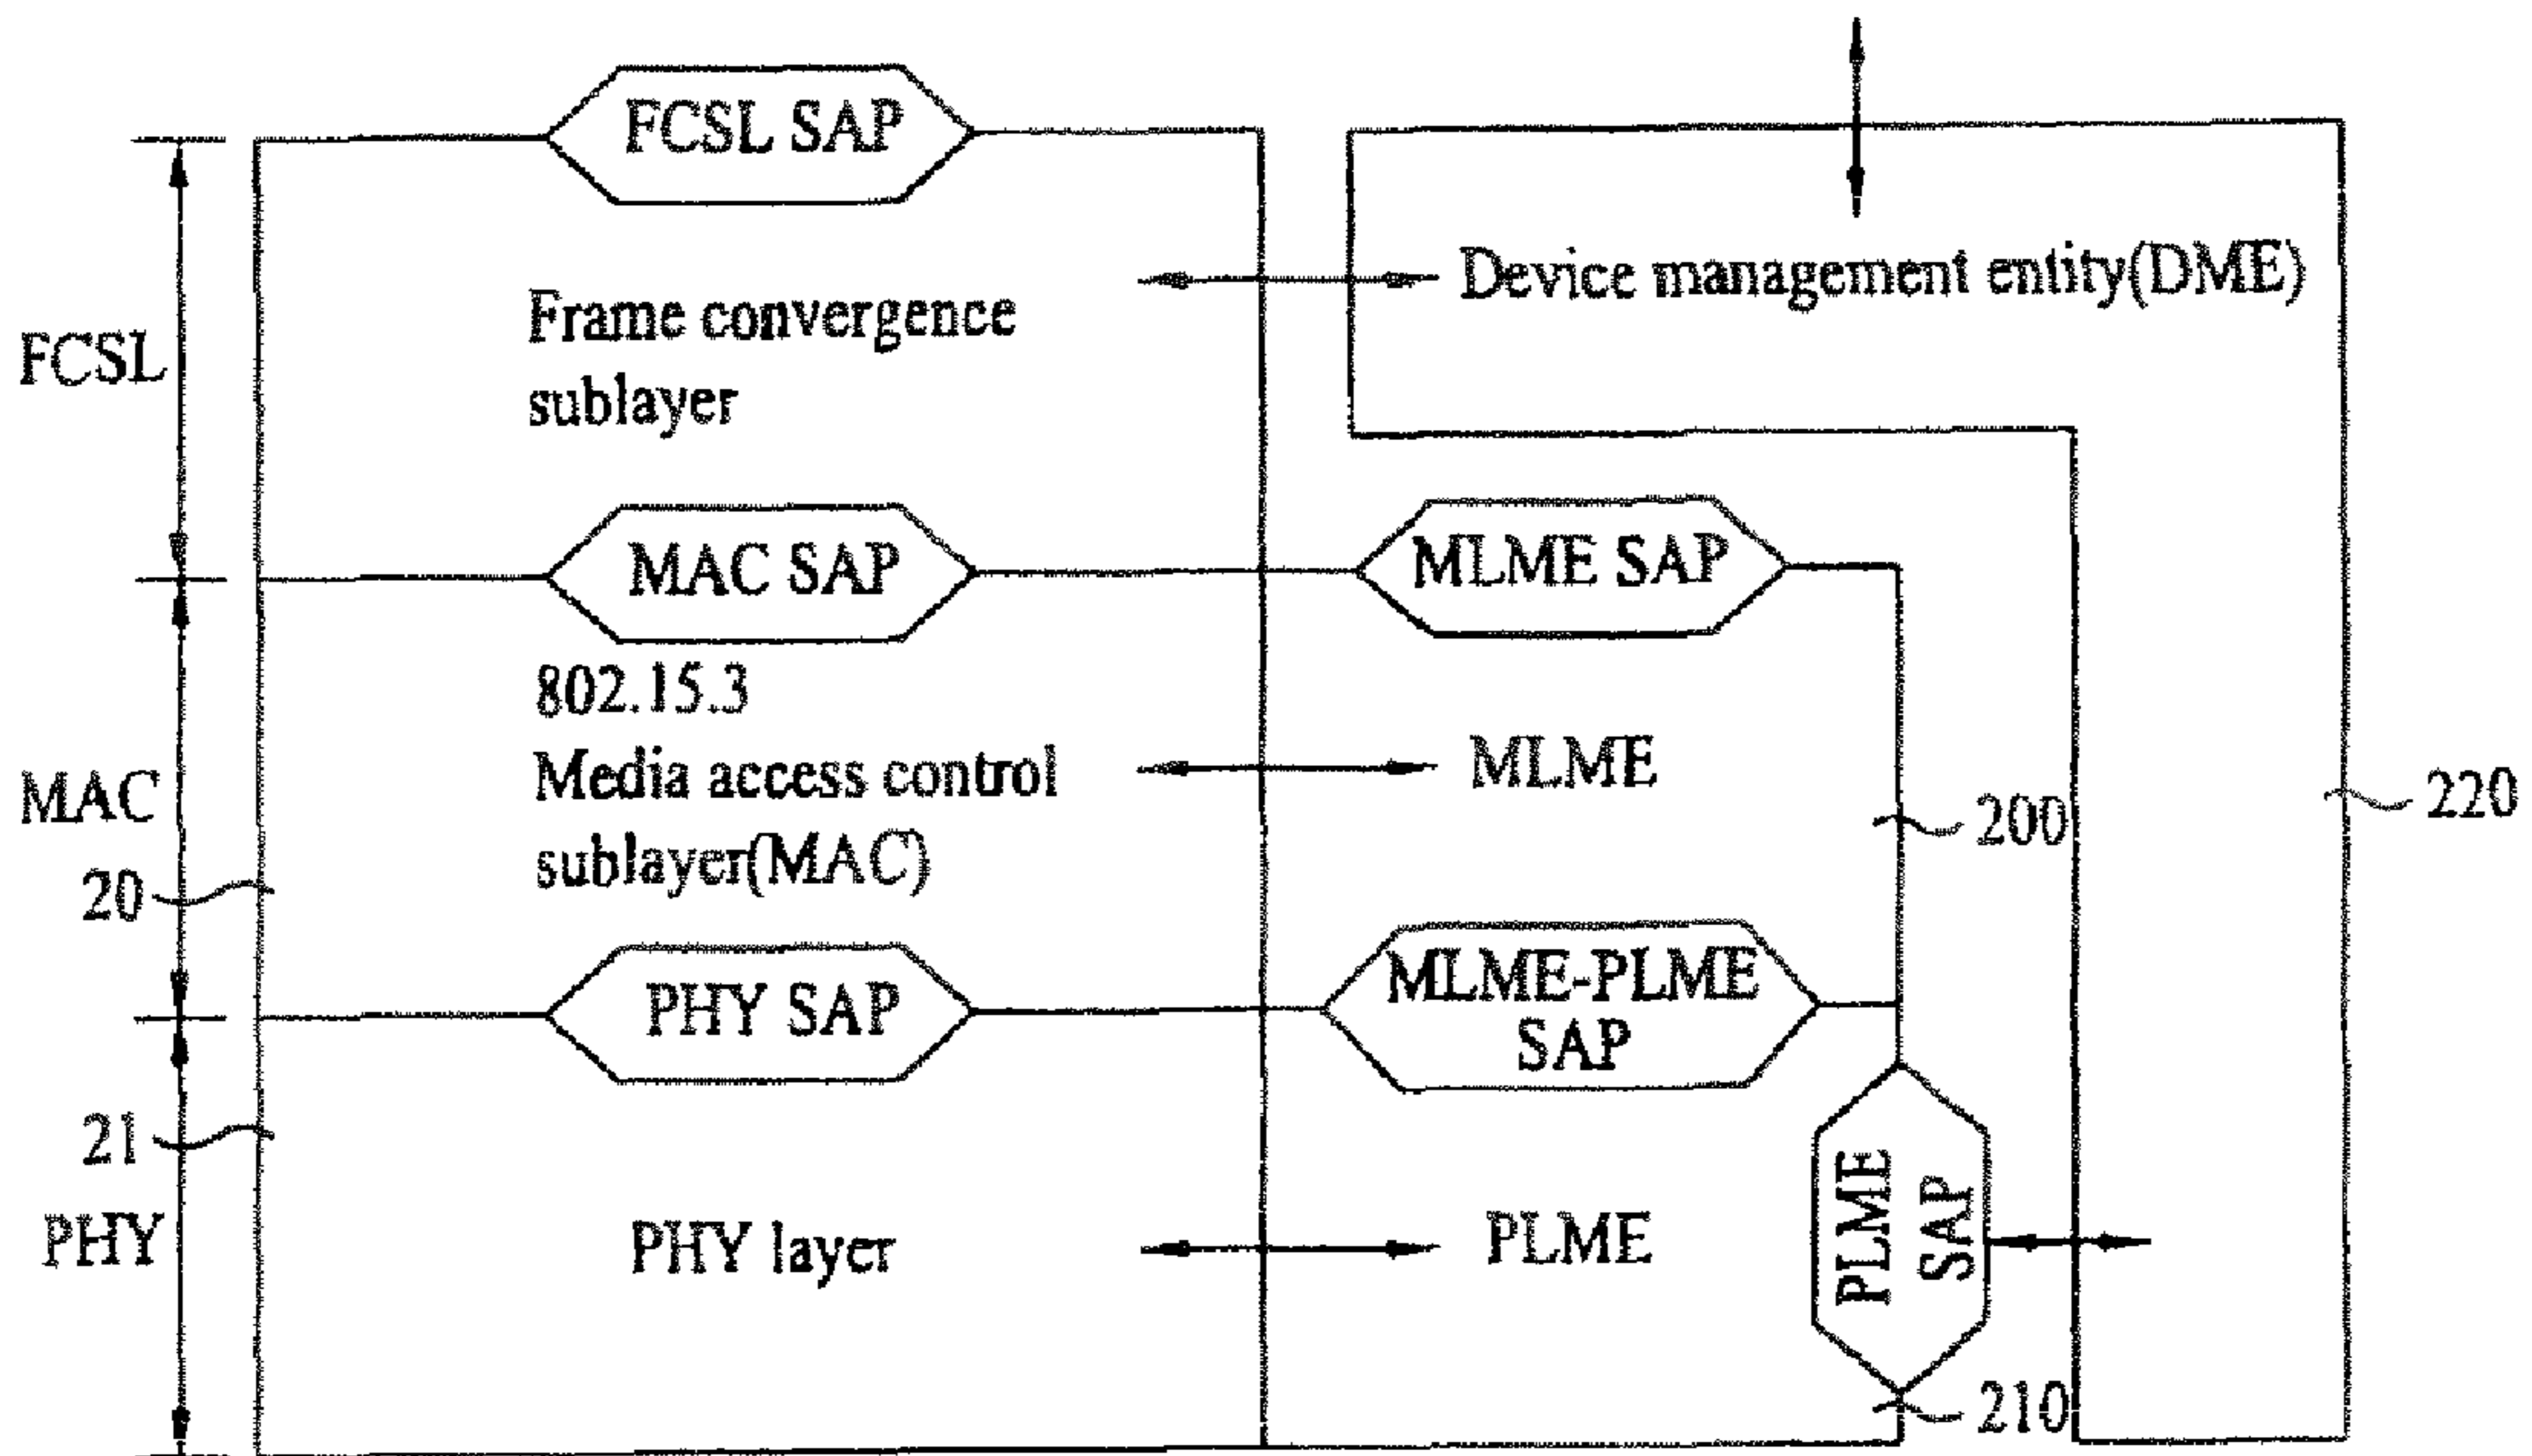 FCSL SAP
Device management entity(DME)
Frame convergence
sublayer
FCSL
MAC SAP
MLME SAP
802.15.3
Media access control
sublayer(MAC)
MLME
MAC
220
200
20
PHY SAP
MLME-PLME
SAP
21
PLME
SAP
PHY
PHY layer
PLME
210